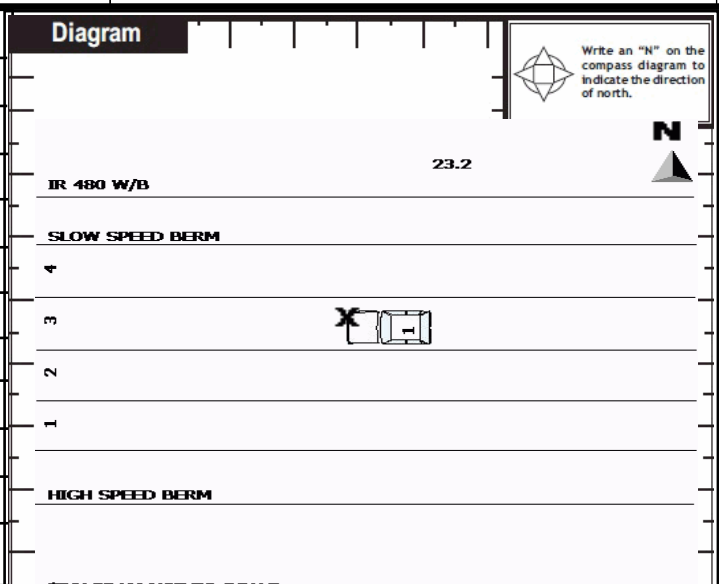 Diagram
Write an “N” on the
compass diagram to
indicate the direction
of north.
N
23.2
IR 480 W/B
SLOW SPEED BERM
4
3
X
1
2
1
HIGH SPEED BERM